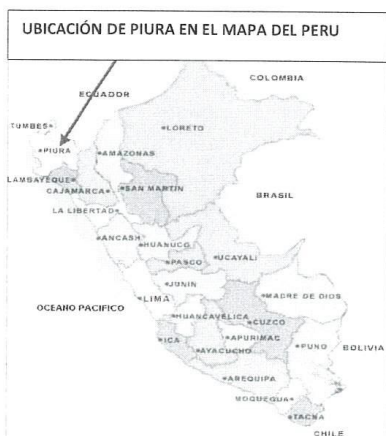 UBICACIÓN DE PIURA EN EL MAPA DEL PERU
COLOMBIA
ECUADOR
TUMBES
LORETO
PIURA
AMAZONAS
LAMBAYEQUE
CAJAMARCA
SAN MARTIN
BRASIL
LA LIBERTAD
ANCASH
HUANUCO
PASCO
UCAYALI
JUNIN
OCEANO PACIFICO
LIMA
MADRE DE DIOS
HUANCAVELICA
CUZCO
ICA
APURIMAC
AYACUCHO
PUNO
BOLIVIA
AREQUIPA
MOQUEGUA
TACNA
CHILE